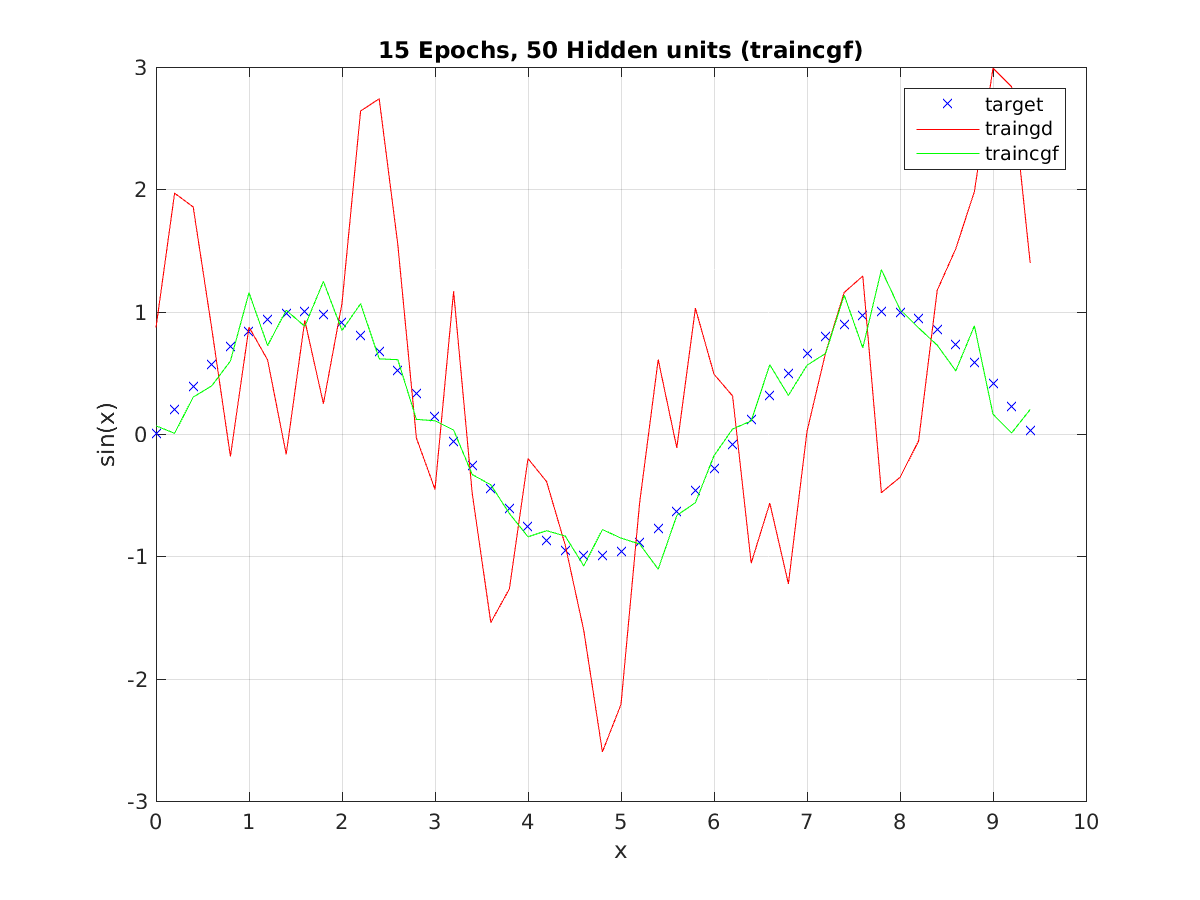 15 Epochs, 50 Hidden units (traincgf)
3
target
traingd
traincgf
2
1
0
-1
-2
-3
sin(x)
0 1 2 3 4 5 6 7 8 9 10
x